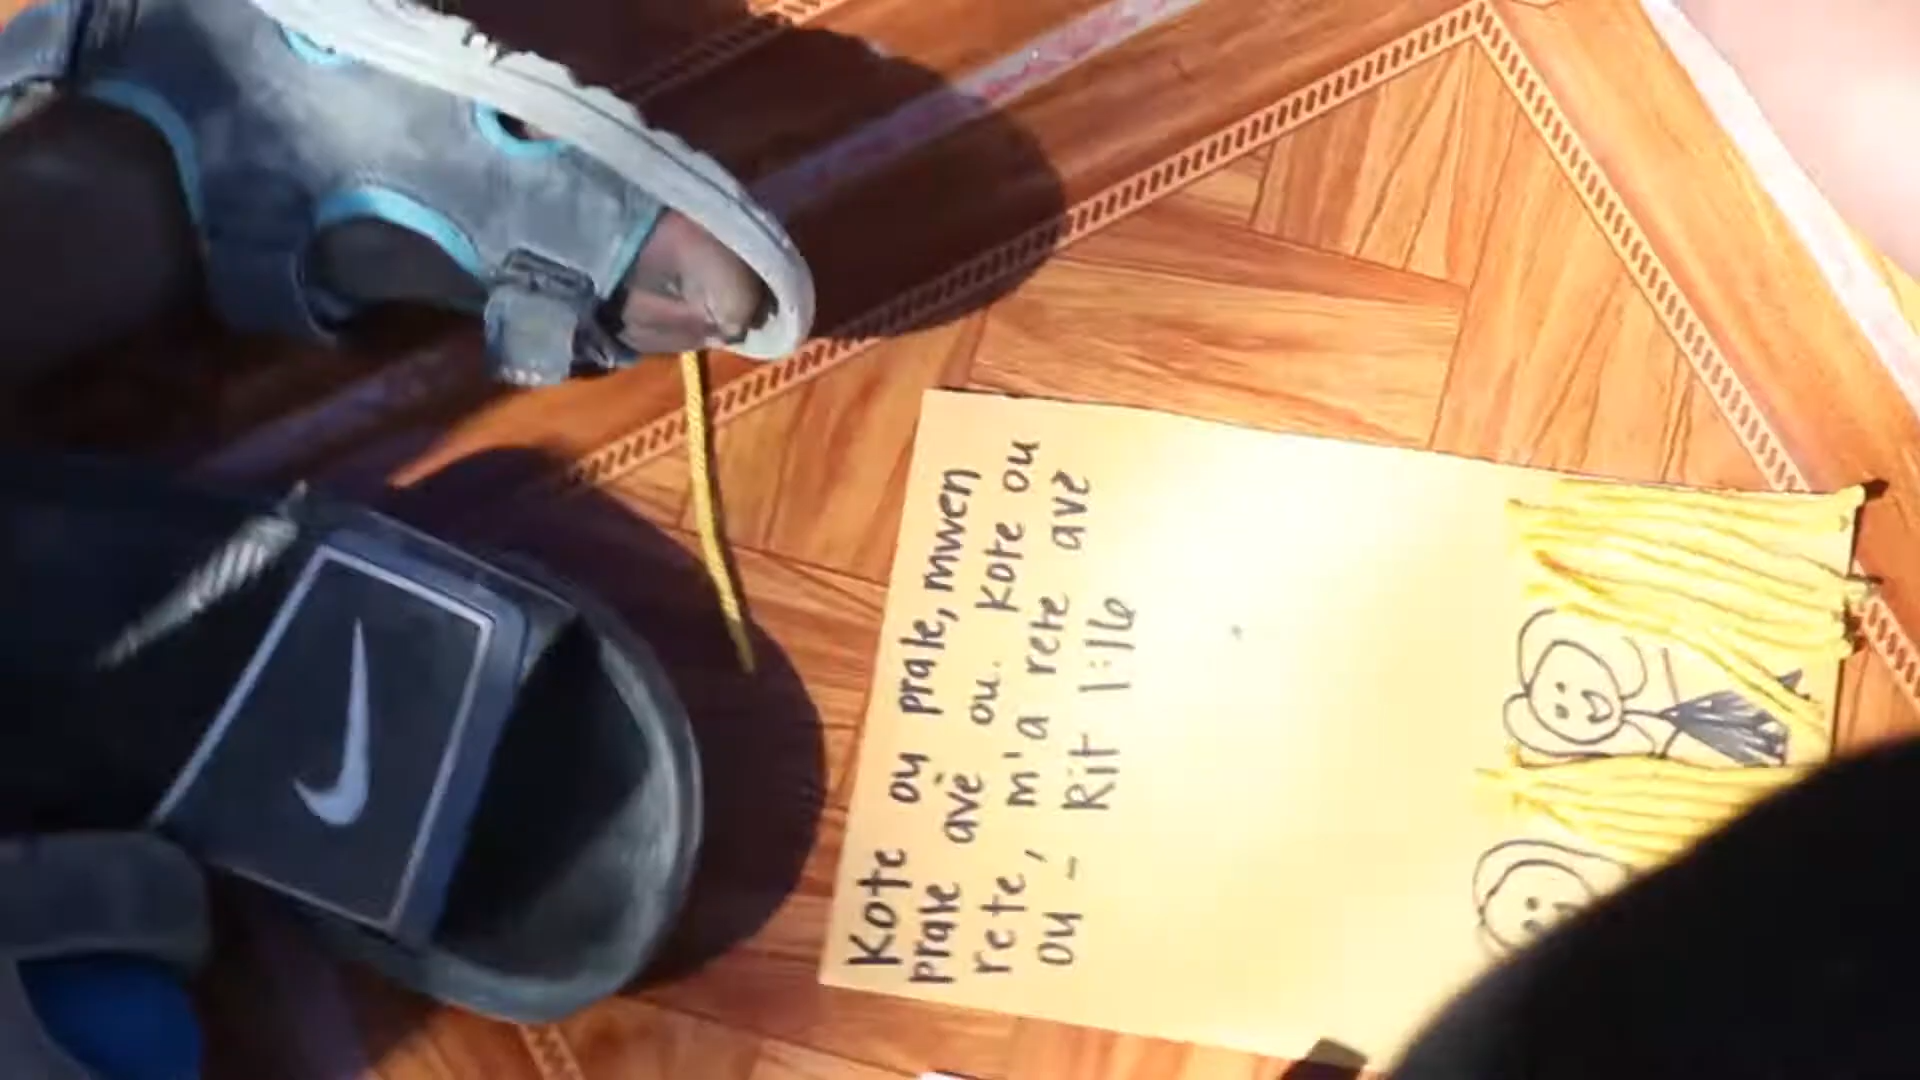 Kote ou prale, mwen
prale avè ou. Kote ou
rete, m'a rete avè
ou - Rit 1:16